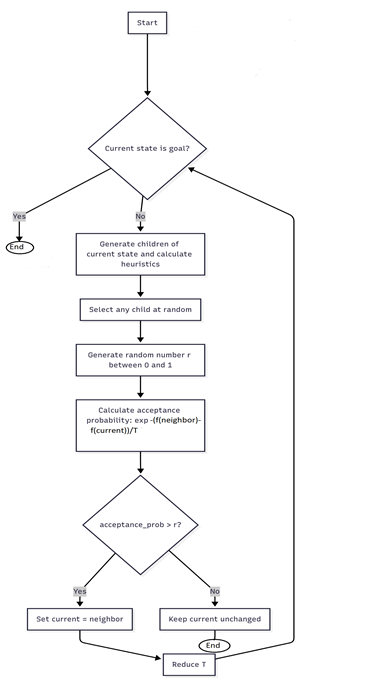 Start
Current state is goal?
Yes
No
End
Generate children of
current state and calculate
heuristics
Select any child at random
Generate random number r
between 0 and 1
Calculate acceptance
probability: exp -(f(neighbor)-
f(current))/T
acceptance_prob > r?
Yes
No
Set current = neighbor
Keep current unchanged
End
Reduce T